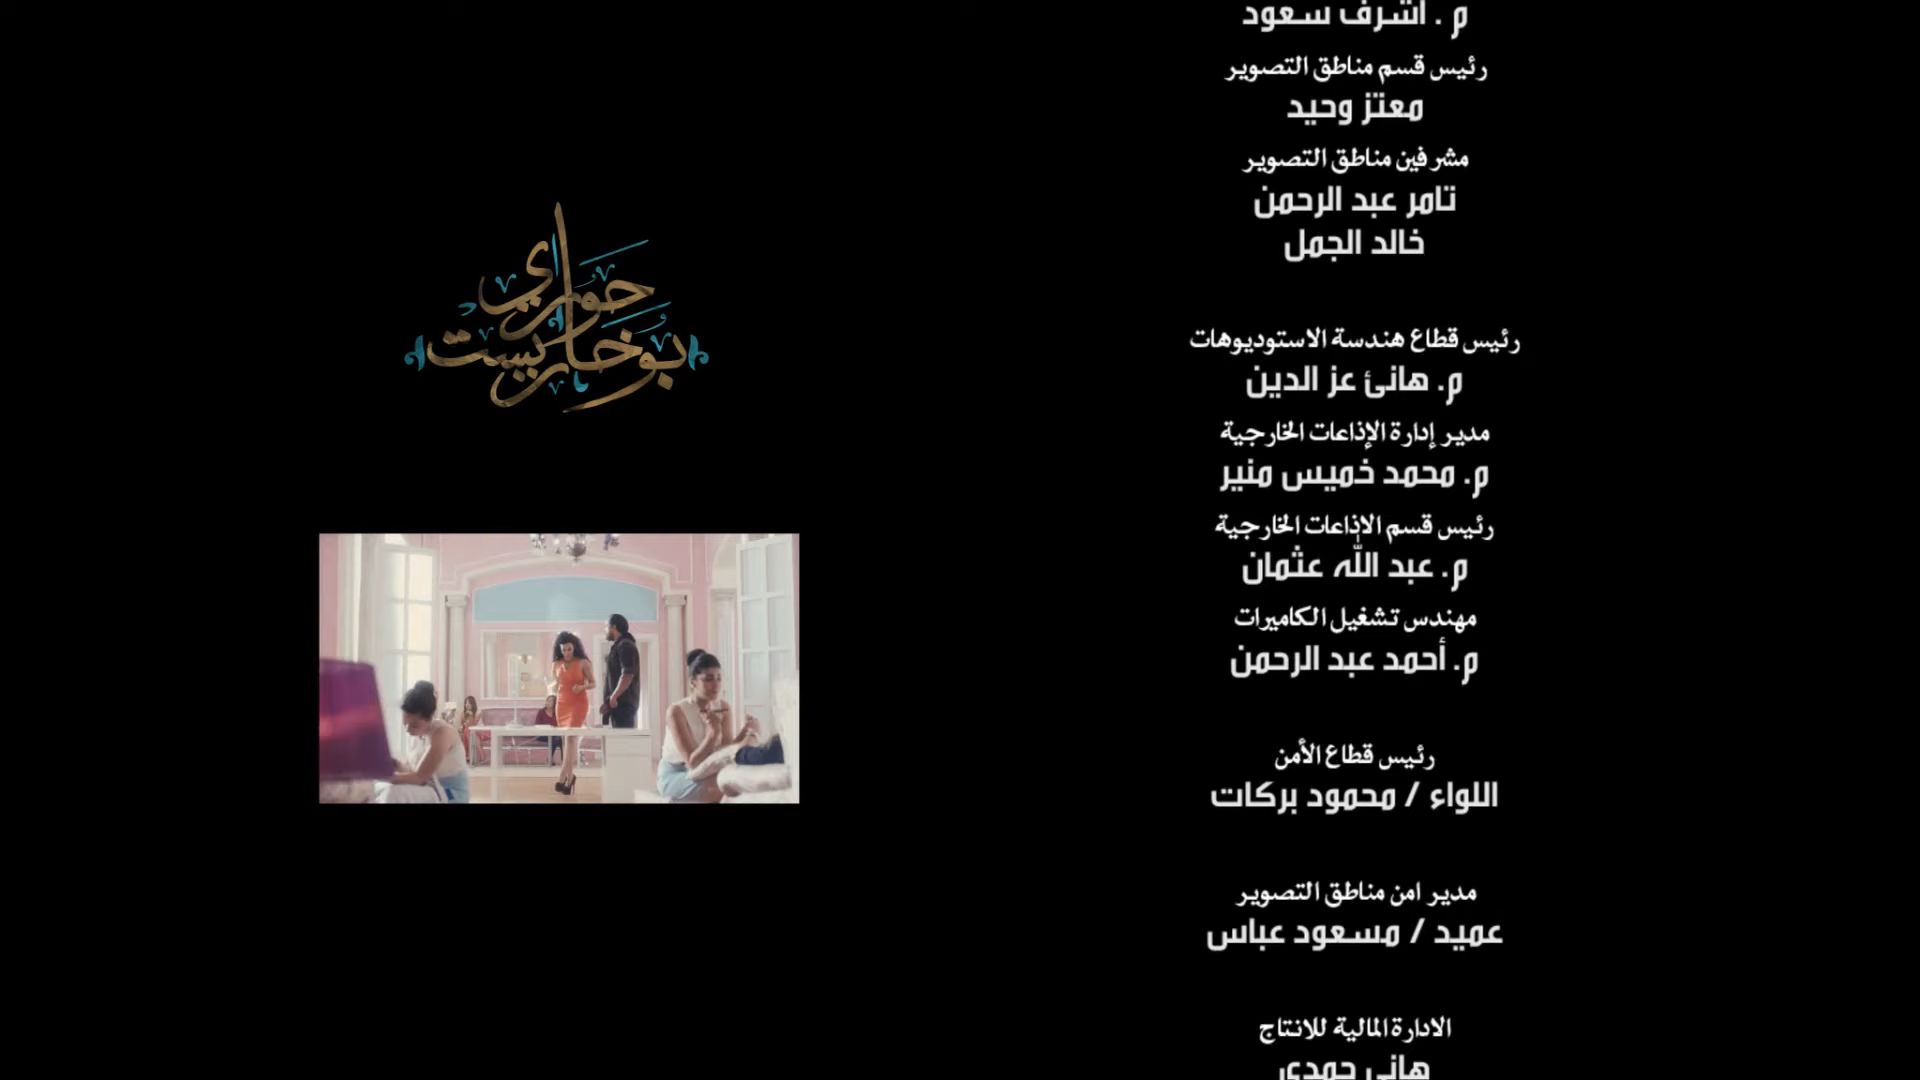 حواري
بوخارست
م . اشرف سعود
رئيس قسم مناطق التصوير
معتز وحيد
مشرفين مناطق التصوير
تامر عبد الرحمن
خالد الجمل
رئيس قطاع هندسة الاستوديوهات
م. هانئ عز الدين
مدير إدارة الإذاعات الخارجية
م. محمد خميس منير
رئيس قسم الاذاعات الخارجية
م. عبد الله عثمان
مهندس تشغيل الكاميرات
م. أحمد عبد الرحمن
رئيس قطاع الأمن
اللواء / محمود بركات
مدير امن مناطق التصوير
عميد / مسعود عباس
الادارة المالية للانتاج
هاني حمدي